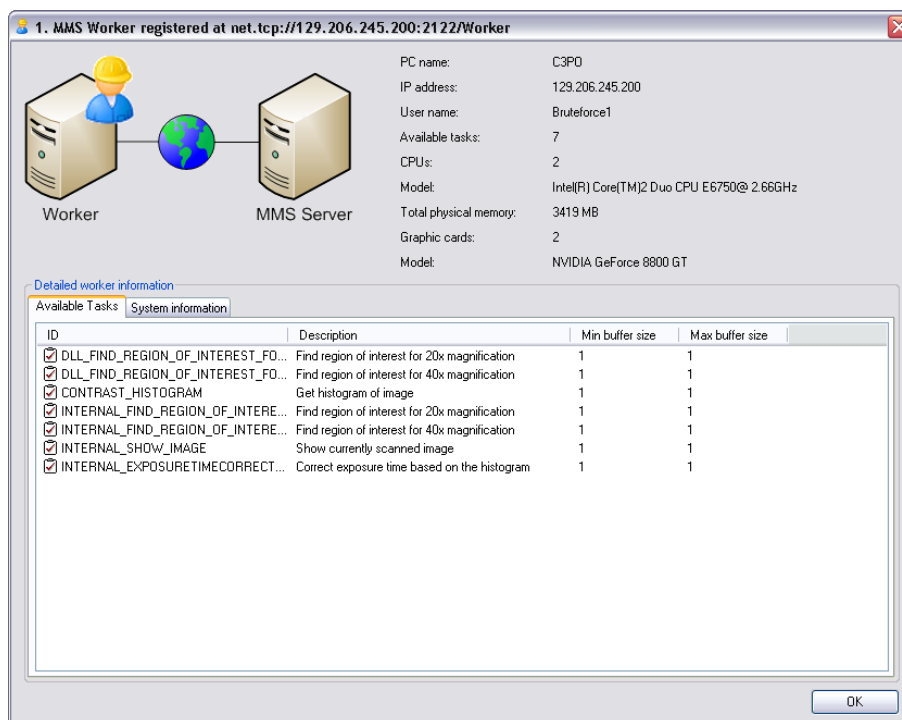 1. MMS Worker registered at net.tcp://129.206.245.200:2122/Worker
Worker
MMS Server
PC name: C3PO
IP address: 129.206.245.200
User name: Bruteforce1
Available tasks: 7
CPUs: 2
Model: Intel(R) Core(TM)2 Duo CPU E6750@ 2.66GHz
Total physical memory: 3419 MB
Graphic cards: 2
Model: NVIDIA GeForce 8800 GT
Detailed worker information
Available Tasks System information
ID Description Min buffer size Max buffer size
DLL_FIND_REGION_OF_INTEREST_FO... Find region of interest for 20x magnification 1 1
DLL_FIND_REGION_OF_INTEREST_FO... Find region of interest for 40x magnification 1 1
CONTRAST_HISTOGRAM Get histogram of image 1 1
INTERNAL_FIND_REGION_OF_INTERE... Find region of interest for 20x magnification 1 1
INTERNAL_FIND_REGION_OF_INTERE... Find region of interest for 40x magnification 1 1
INTERNAL_SHOW_IMAGE Show currently scanned image 1 1
INTERNAL_EXPOSURETIMECORRECT... Correct exposure time based on the histogram 1 1
OK